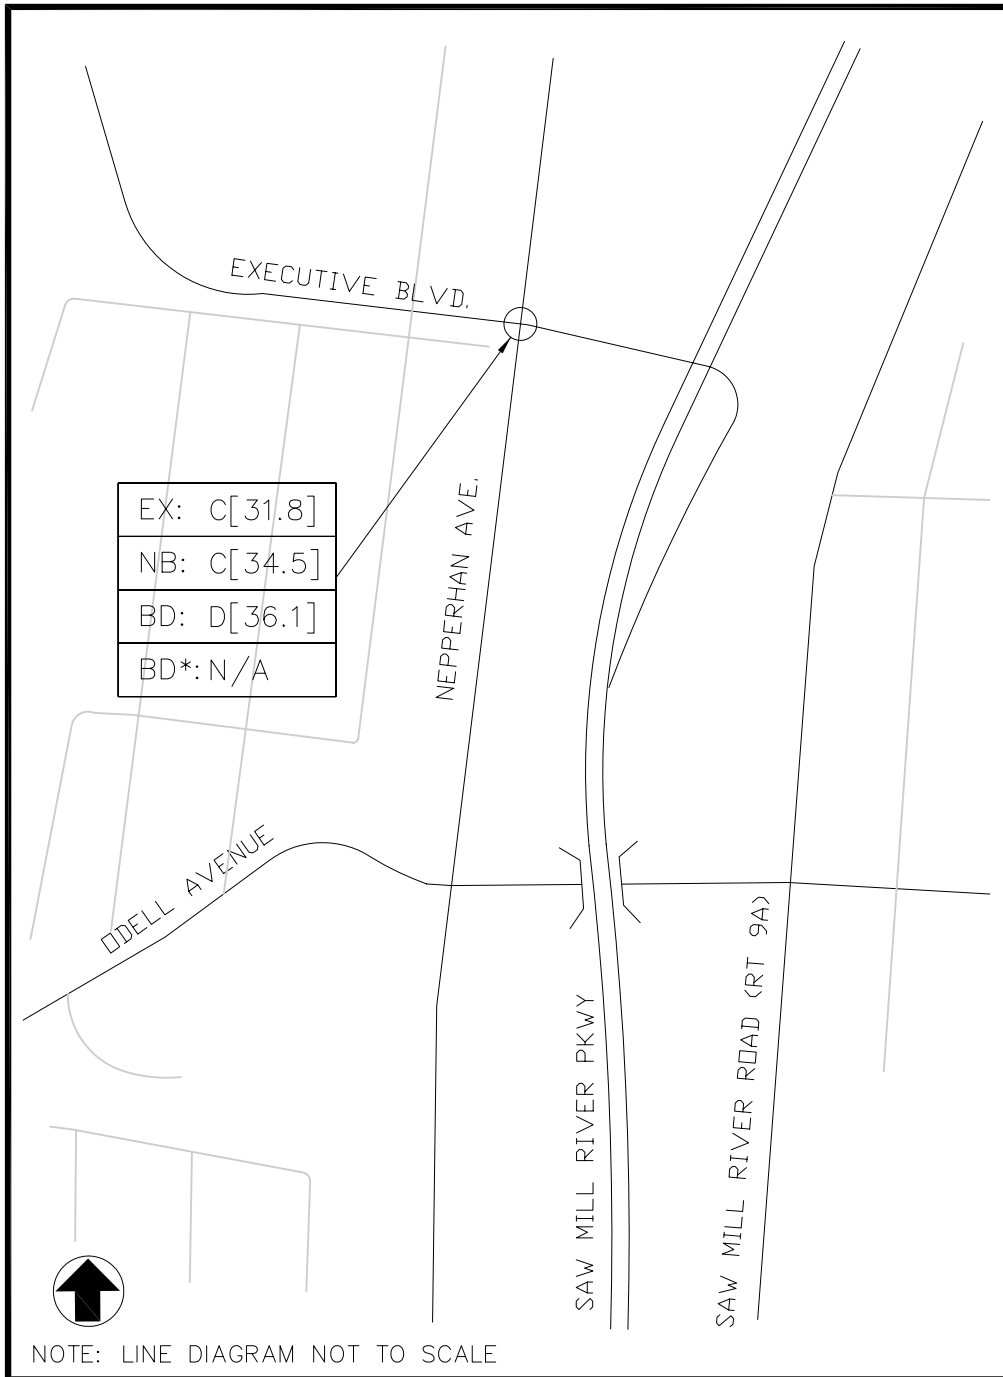 EXECUTIVE BLVD.
EX: C[31.8]
NB: C[34.5]
BD: D[36.1]
BD*: N/A
NEPPERHAN AVE.
ODELL AVENUE
SAW MILL RIVER PKWY
SAW MILL RIVER ROAD (RT 9A)
NOTE: LINE DIAGRAM NOT TO SCALE